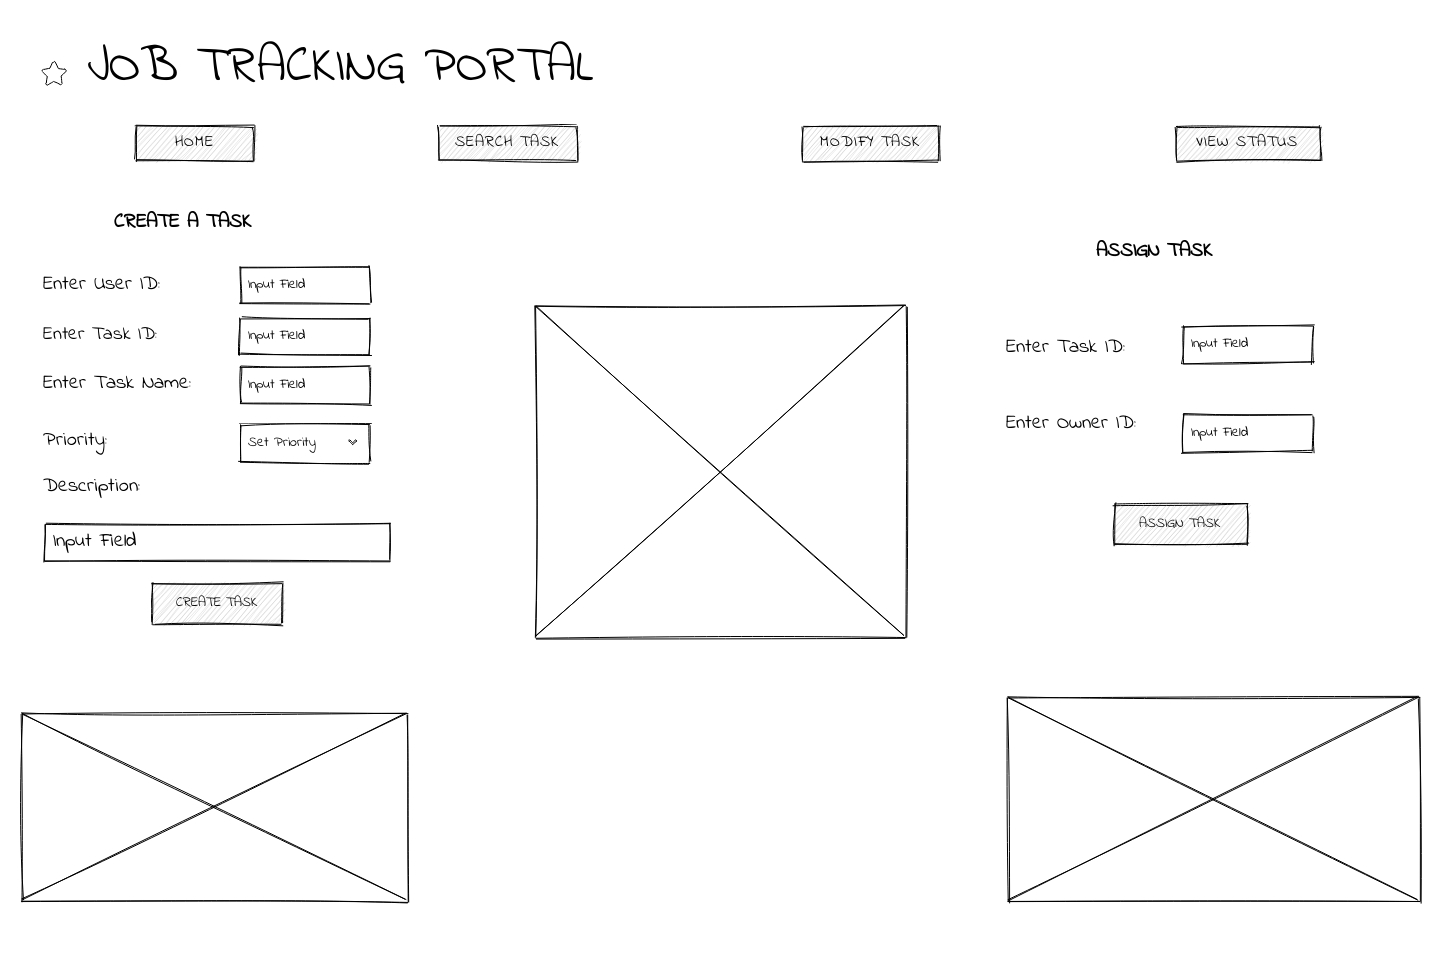 JOB TRACKING PORTAL
HOME
SEARCH TASK
MODIFY TASK
VIEW STATUS
CREATE A TASK
Enter User ID:
Input Field
Enter Task ID:
Input Field
Enter Task Name:
Input Field
Priority:
Set Priority
Description:
Input Field
CREATE TASK
ASSIGN TASK
Enter Task ID:
Input Field
Enter Owner ID:
Input Field
ASSIGN TASK